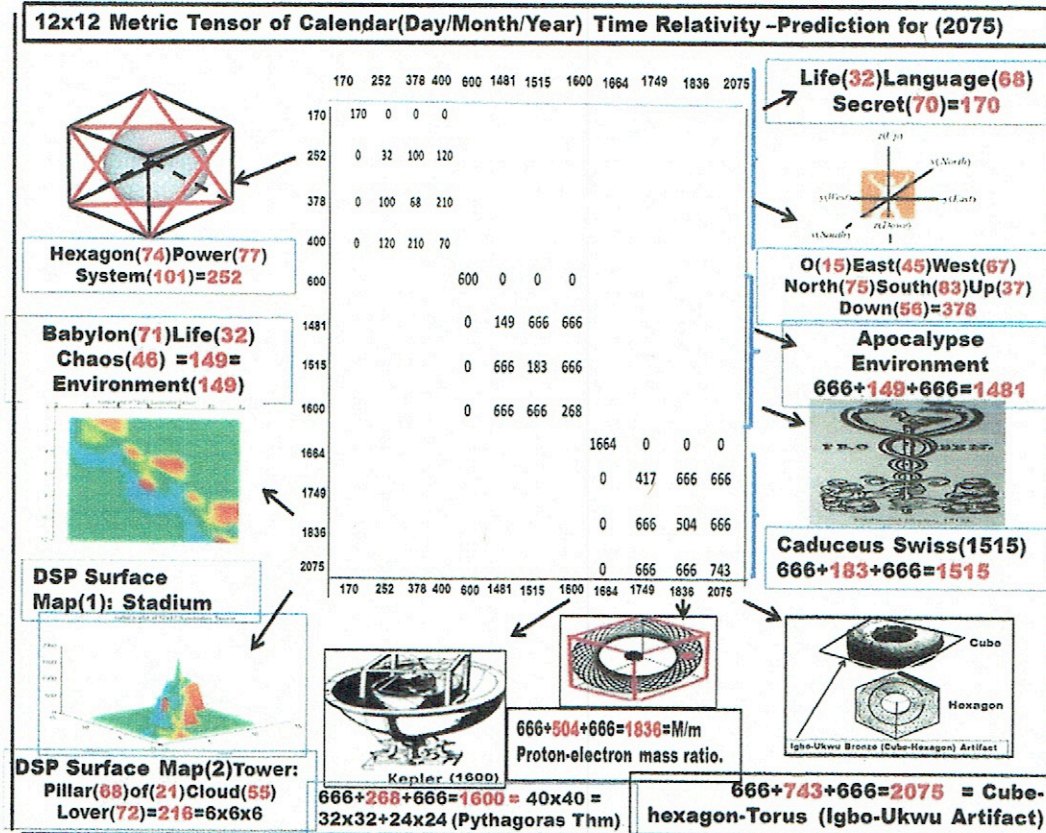 12x12 Metric Tensor of Calendar(Day/Month/Year) Time Relativity –Prediction for (2075)
170 252 378 400 600 1481 1515 1600 1664 1749 1836 2075
170 170 0 0 0
252 0 32 100 120
378 0 100 68 210
400 0 120 210 70
600 600 0 0 0
1481 0 149 666 666
1515 0 666 183 666
1600 0 666 666 268
1664 1664 0 0 0
1749 0 417 666 666
1836 0 666 504 666
2075 0 666 666 743
170 252 378 400 600 1481 1515 1600 1664 1749 1836 2075
Hexagon(74)Power(77)
System(101)=252
Babylon(71)Life(32)
Chaos(46) =149=
Environment(149)
DSP Surface
Map(1): Stadium
DSP Surface Map(2)Tower:
Pillar(68)of(21)Cloud(55)
Lover(72)=216=6x6x6
Life(32)Language(68)
Secret(70)=170
z(Up)
y(North)
y(West)
y(East)
x(South)
z(Down)
O(15)East(45)West(67)
North(75)South(83)Up(37)
Down(56)=378
Apocalypse
Environment
666+149+666=1481
Caduceus Swiss(1515)
666+183+666=1515
Kepler (1600)
666+268+666=1600 = 40x40 =
32x32+24x24 (Pythagoras Thm)
666+504+666=1836=M/m
Proton-electron mass ratio.
Cube
Hexagon
Igbo-Ukwu Bronze (Cube-Hexagon) Artifact
666+743+666=2075 = Cube-
hexagon-Torus (Igbo-Ukwu Artifact)